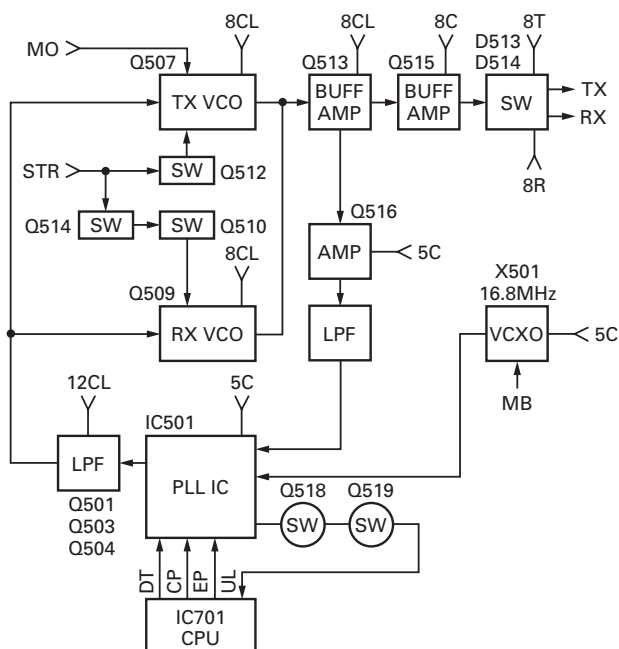 8CL
8CL
8C
D513
D514
8T
MO
Q507
Q513
Q515
TX VCO
BUFF
AMP
BUFF
AMP
SW
TX
RX
STR
SW
Q512
8R
Q514
SW
SW
Q510
Q516
AMP
5C
8CL
Q509
RX VCO
LPF
X501
16.8MHz
VCXO
5C
MB
12CL
5C
IC501
LPF
Q501
Q503
Q504
PLL IC
Q518
Q519
SW
SW
DT
CP
EP
UL
IC701
CPU